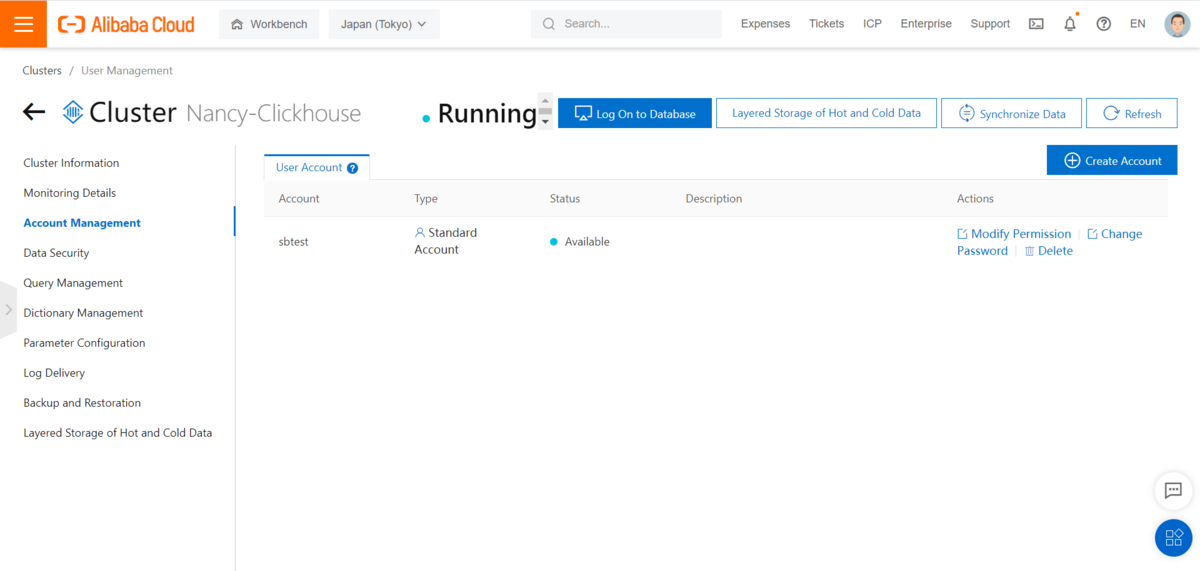 Alibaba Cloud Workbench Japan (Tokyo) Search... Expenses Tickets ICP Enterprise Support EN
Clusters / User Management
Cluster Nancy-Clickhouse Running Log On to Database Layered Storage of Hot and Cold Data Synchronize Data Refresh
Cluster Information
Monitoring Details
Account Management
Data Security
Query Management
Dictionary Management
Parameter Configuration
Log Delivery
Backup and Restoration
Layered Storage of Hot and Cold Data
User Account ?
Create Account
Account Type Status Description Actions
sbtest
Standard
Account
Available
Modify Permission | Change
Password | Delete